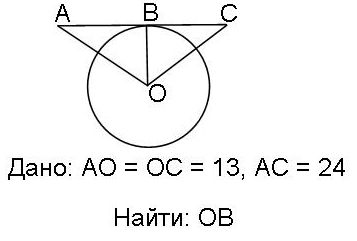 A B C
O
Дано: AO = OC = 13, AC = 24
Найти: OB